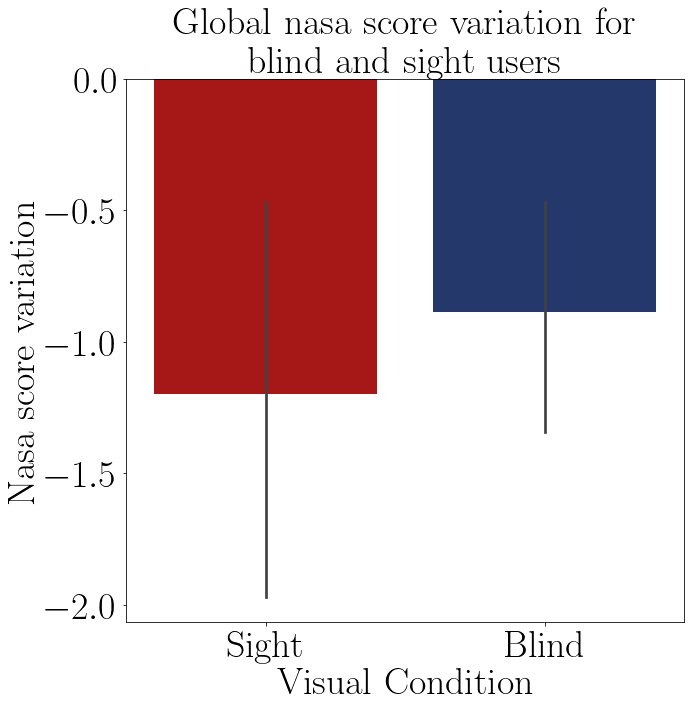 Global nasa score variation for
blind and sight users
Nasa score variation
0.0
−0.5
−1.0
−1.5
−2.0
Sight Blind
Visual Condition